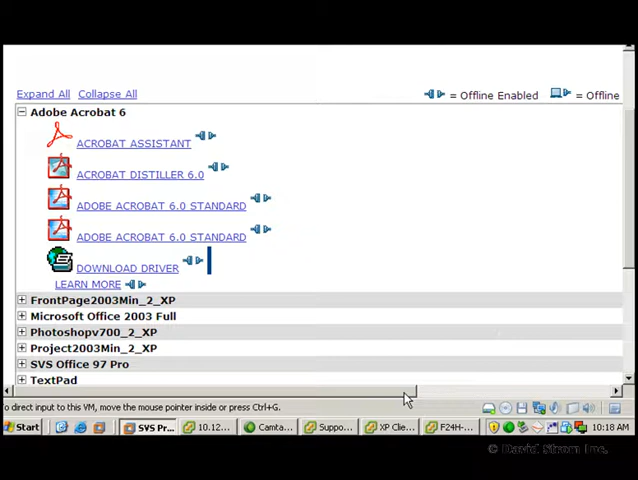 Expand All Collapse All = Offline Enabled = Offline
Adobe Acrobat 6
ACROBAT ASSISTANT
ACROBAT DISTILLER 6.0
ADOBE ACROBAT 6.0 STANDARD
ADOBE ACROBAT 6.0 STANDARD
DOWNLOAD DRIVER
LEARN MORE
FrontPage2003Min_2_XP
Microsoft Office 2003 Full
Photoshopv700_2_XP
Project2003Min_2_XP
SVS Office 97 Pro
TextPad
o direct input to this VM, move the mouse pointer inside or press Ctrl+G.
Start SVS Pr... 10.12... Camta... Suppo... XP Clie... F24H-... 10:18 AM
© David Strom Inc.